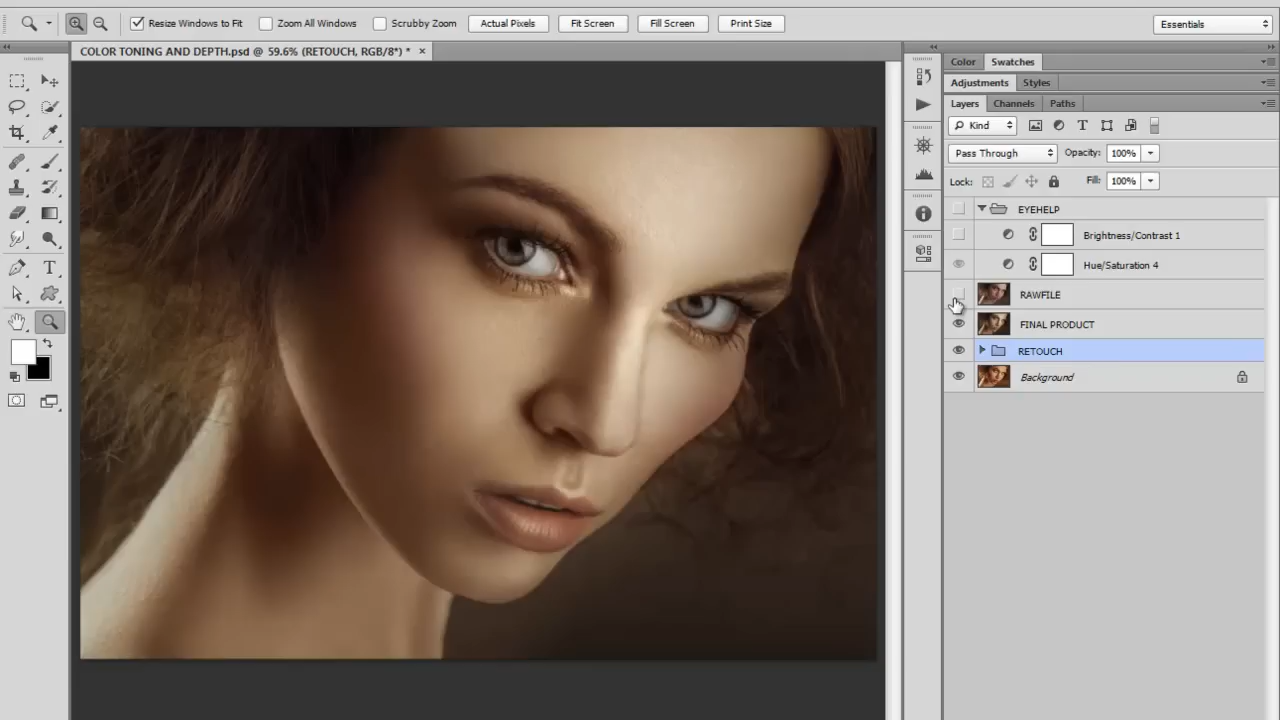 Resize Windows to Fit Zoom All Windows Scrubby Zoom Actual Pixels Fit Screen Fill Screen Print Size Essentials
COLOR TONING AND DEPTH.psd @ 59.6% (RETOUCH, RGB/8*) * ×
Color Swatches
Adjustments Styles
Layers Channels Paths
Kind
Pass Through Opacity: 100%
Lock: Fill: 100%
EYEHELP
Brightness/Contrast 1
Hue/Saturation 4
RAWFILE
FINAL PRODUCT
RETOUCH
Background